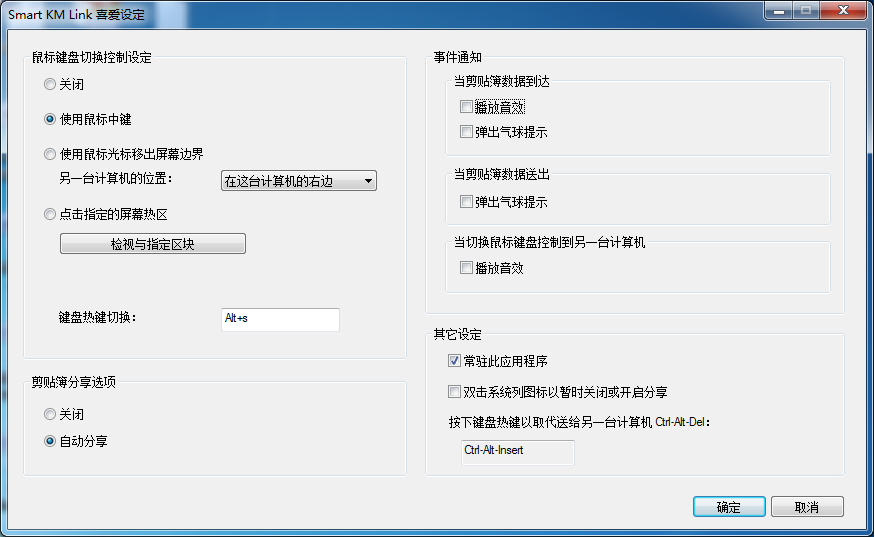 Smart KM Link 喜爱设定
鼠标键盘切换控制设定
关闭
使用鼠标中键
使用鼠标光标移出屏幕边界
另一台计算机的位置：
在这台计算机的右边
点击指定的屏幕热区
检视与指定区块
键盘热键切换：
Alt+s
剪贴簿分享选项
关闭
自动分享
事件通知
当剪贴簿数据到达
播放音效
弹出气球提示
当剪贴簿数据送出
弹出气球提示
当切换鼠标键盘控制到另一台计算机
播放音效
其它设定
常驻此应用程序
双击系统列图标以暂时关闭或开启分享
按下键盘热键以取代送给另一台计算机 Ctrl-Alt-Del：
Ctrl-Alt-Insert
确定
取消